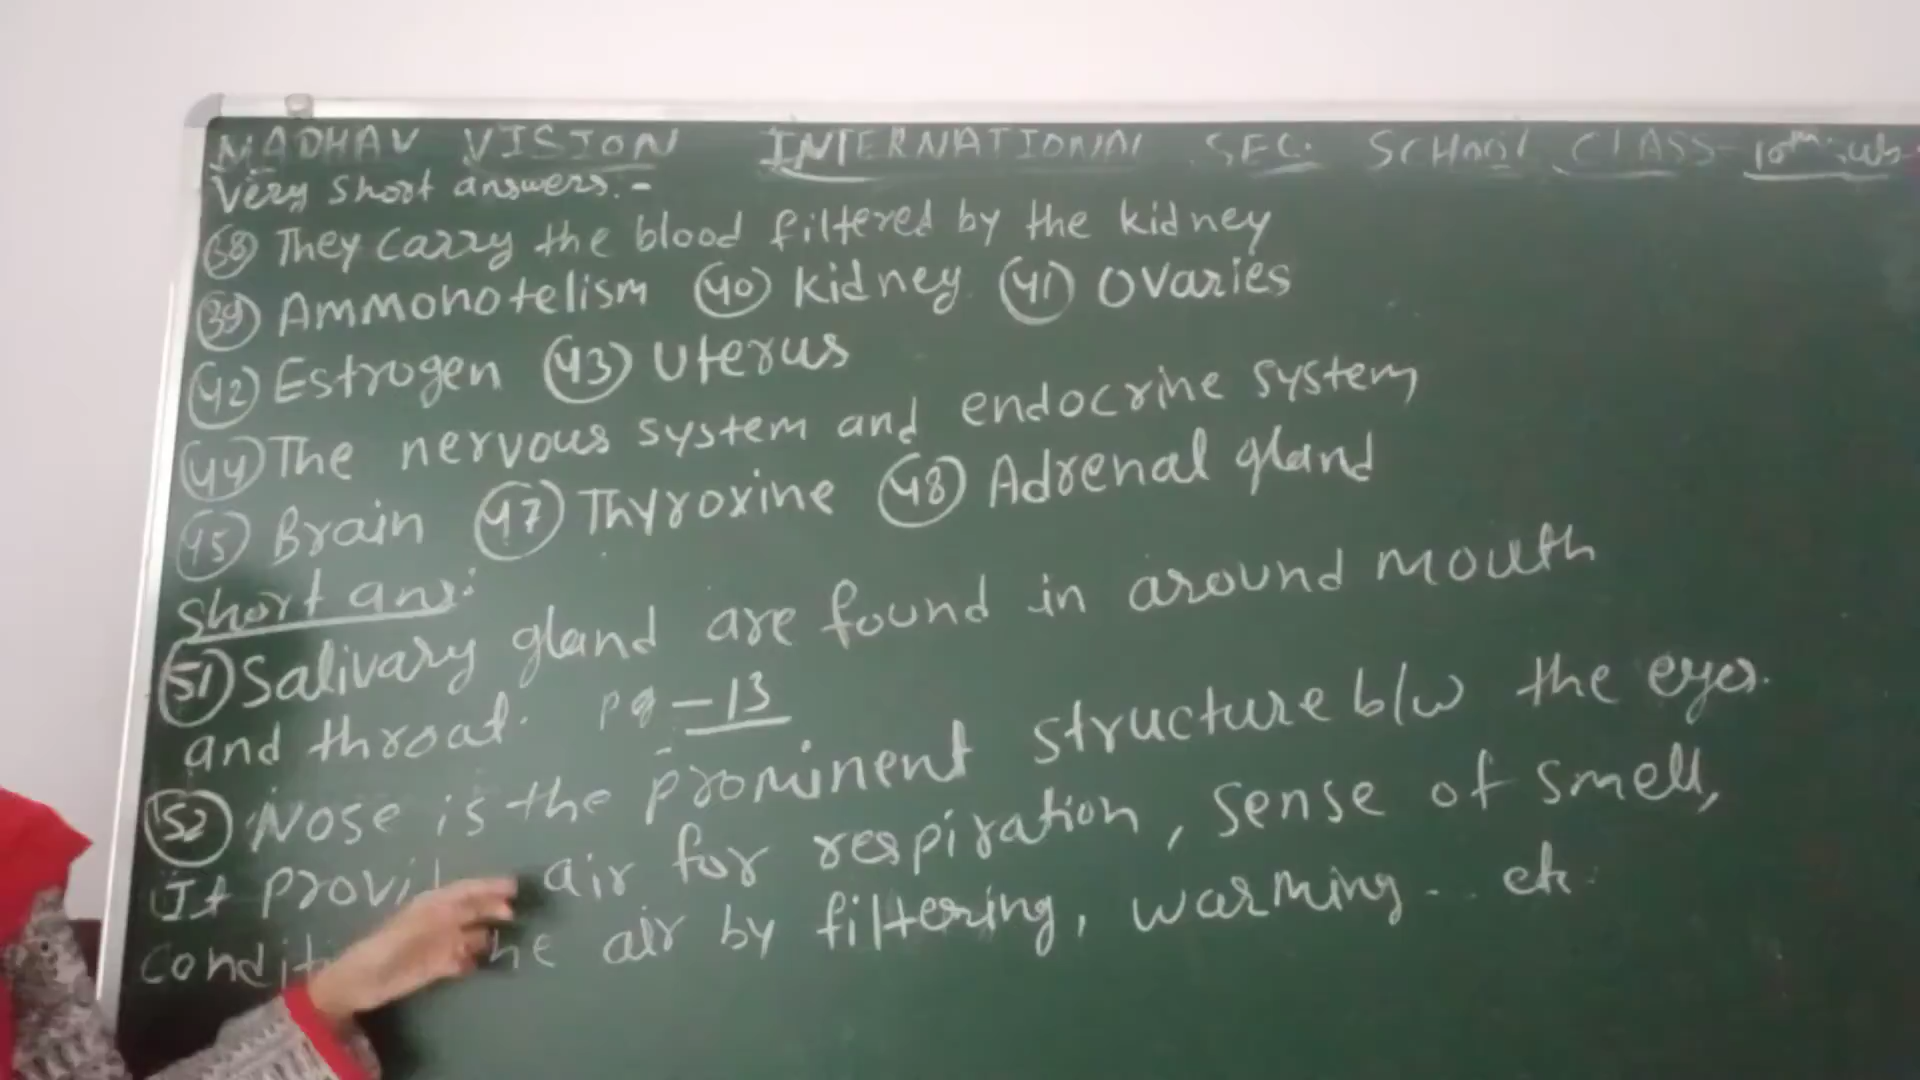 MADHAV VISION INTERNATIONAl SEC. SCHOOl CLASS- 10th
Very short answers.-
(38) They carry the blood filtered by the kidney
(39) Ammonotelism (40) kidney (41) Ovaries
(42) Estrogen (43) Uterus
(44) The nervous system and endocrine system
(45) Brain (47) Thyroxine (48) Adrenal gland
Short ans:
(51) Salivary gland are found in around mouth
and throat. pg - 13
(52) Nose is the prominent structure b/w the eyes.
It air for respiration, sense of smell,
air by filtering, warming .. etc.